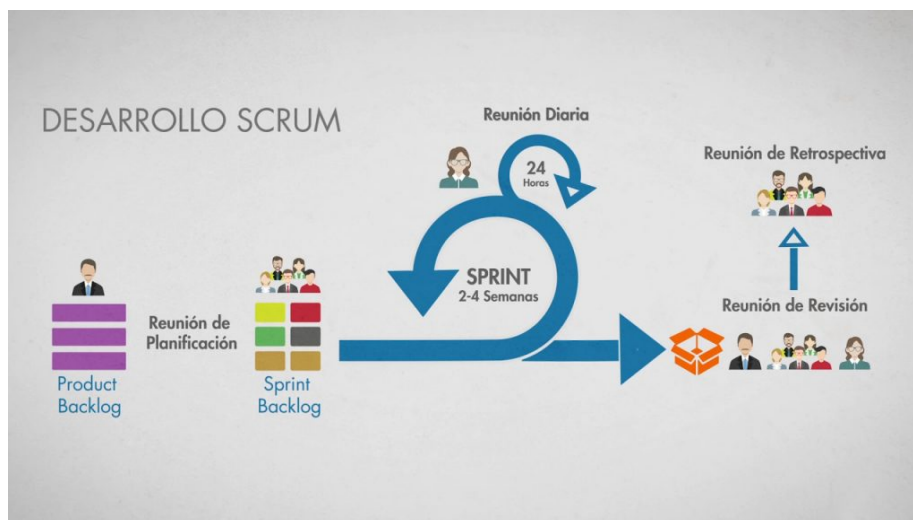 DESARROLLO SCRUM
Product
Backlog
Reunión de
Planificación
Sprint
Backlog
Reunión Diaria
24
Horas
SPRINT
2-4 Semanas
Reunión de Retrospectiva
Reunión de Revisión